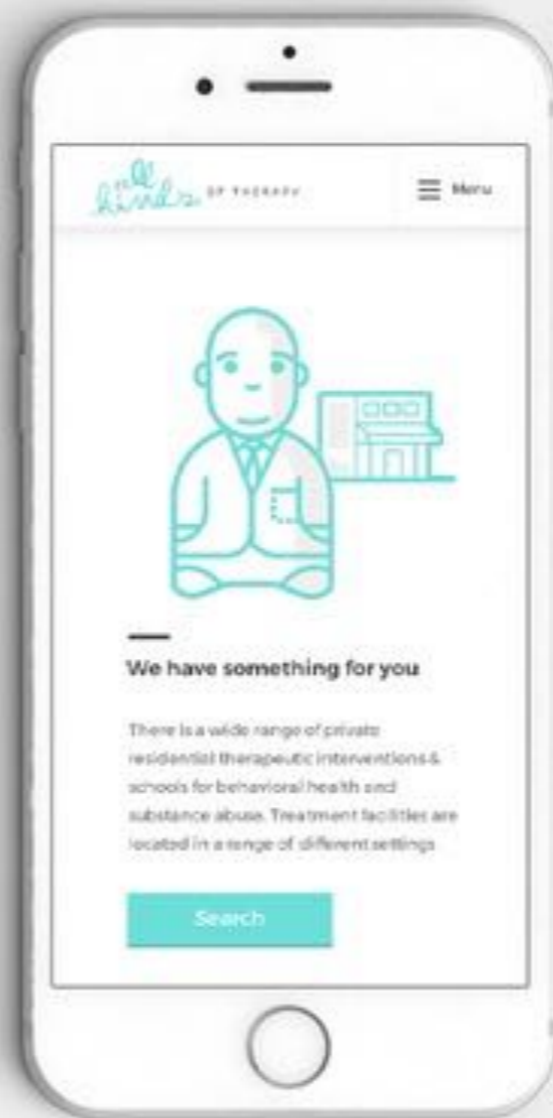 all
kinds OF THERAPY
Menu
We have something for you
There is a wide range of private
residential therapeutic interventions &
schools for behavioral health and
substance abuse. Treatment facilities are
located in a range of different settings
Search